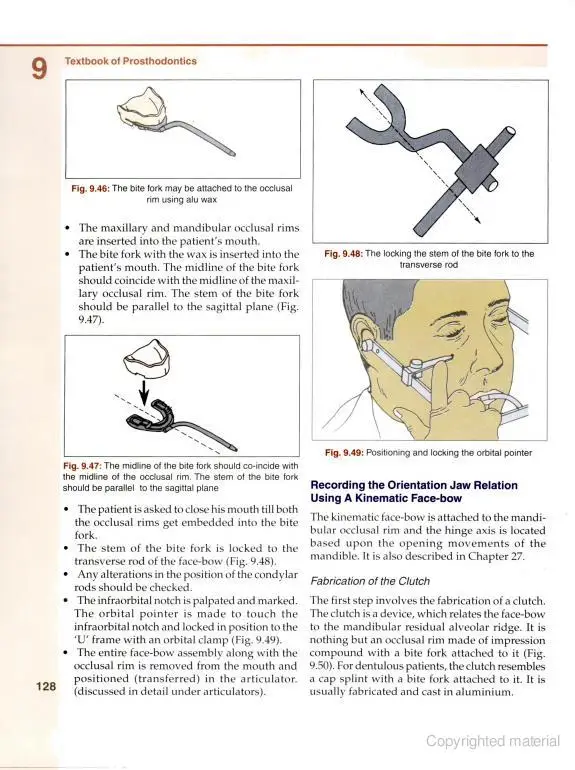 9
Textbook of Prosthodontics
Fig. 9.46: The bite fork may be attached to the occlusal
rim using alu wax
• The maxillary and mandibular occlusal rims
are inserted into the patient's mouth.
• The bite fork with the wax is inserted into the
patient's mouth. The midline of the bite fork
should coincide with the midline of the maxil-
lary occlusal rim. The stem of the bite fork
should be parallel to the sagittal plane (Fig.
9.47).
Fig. 9.47: The midline of the bite fork should co-incide with
the midline of the occlusal rim. The stem of the bite fork
should be parallel to the sagittal plane
• The patient is asked to close his mouth till both
the occlusal rims get embedded into the bite
fork.
• The stem of the bite fork is locked to the
transverse rod of the face-bow (Fig. 9.48).
• Any alterations in the position of the condylar
rods should be checked.
• The infraorbital notch is palpated and marked.
The orbital pointer is made to touch the
infraorbital notch and locked in position to the
'U' frame with an orbital clamp (Fig. 9.49).
• The entire face-bow assembly along with the
occlusal rim is removed from the mouth and
positioned (transferred) in the articulator.
(discussed in detail under articulators).
128
Fig. 9.48: The locking the stem of the bite fork to the
transverse rod
Fig. 9.49: Positioning and locking the orbital pointer
Recording the Orientation Jaw Relation
Using A Kinematic Face-bow
The kinematic face-bow is attached to the mandi-
bular occlusal rim and the hinge axis is located
based upon the opening movements of the
mandible. It is also described in Chapter 27.
Fabrication of the Clutch
The first step involves the fabrication of a clutch.
The clutch is a device, which relates the face-bow
to the mandibular residual alveolar ridge. It is
nothing but an occlusal rim made of impression
compound with a bite fork attached to it (Fig.
9.50). For dentulous patients, the clutch resembles
a cap splint with a bite fork attached to it. It is
usually fabricated and cast in aluminium.
Copyrighted material